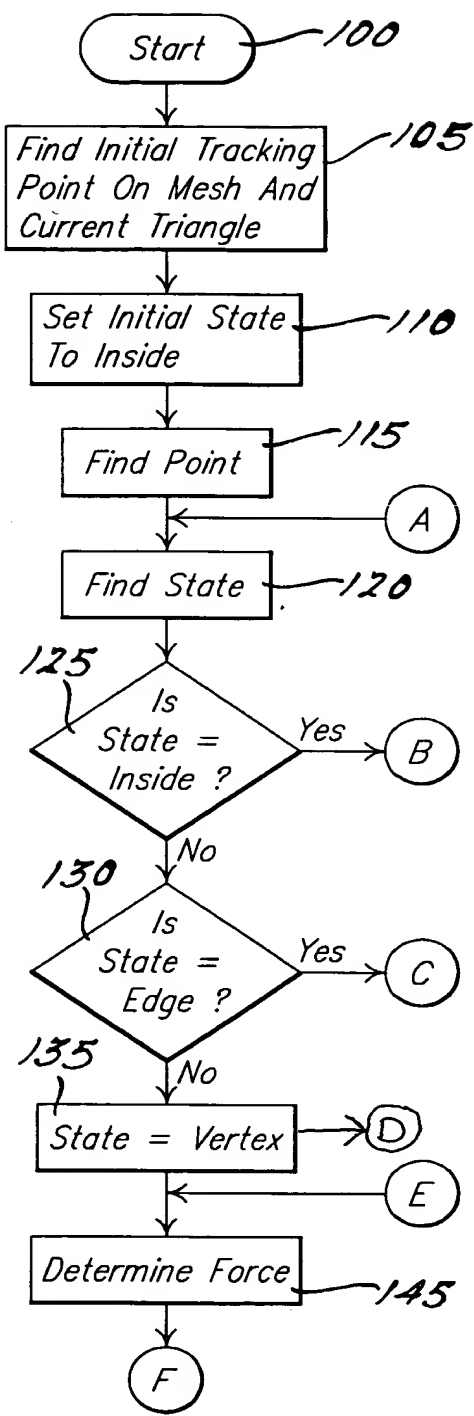 Start
100
Find Initial Tracking
Point On Mesh And
Current Triangle
105
Set Initial State
To Inside
110
Find Point
115
A
Find State
120
125
Is
State =
Inside ?
Yes
B
No
130
Is
State =
Edge ?
Yes
C
No
135
State = Vertex
D
E
Determine Force
145
F